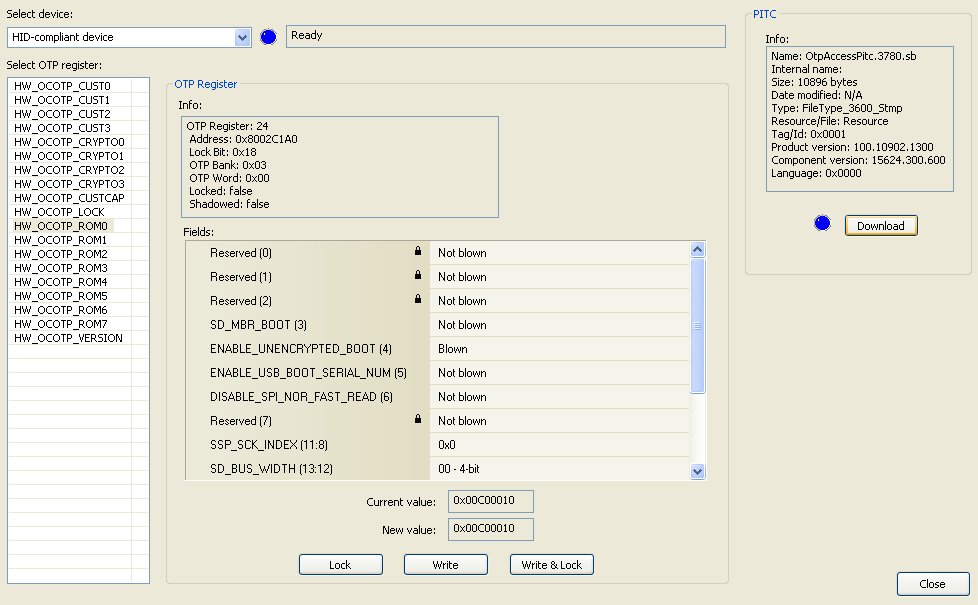 Select device:
HID-compliant device
Ready
Select OTP register:
HW_OCOTP_CUST0
HW_OCOTP_CUST1
HW_OCOTP_CUST2
HW_OCOTP_CUST3
HW_OCOTP_CRYPTO0
HW_OCOTP_CRYPTO1
HW_OCOTP_CRYPTO2
HW_OCOTP_CRYPTO3
HW_OCOTP_CUSTCAP
HW_OCOTP_LOCK
HW_OCOTP_ROM0
HW_OCOTP_ROM1
HW_OCOTP_ROM2
HW_OCOTP_ROM3
HW_OCOTP_ROM4
HW_OCOTP_ROM5
HW_OCOTP_ROM6
HW_OCOTP_ROM7
HW_OCOTP_VERSION
OTP Register
Info:
OTP Register: 24
Address: 0x8002C1A0
Lock Bit: 0x18
OTP Bank: 0x03
OTP Word: 0x00
Locked: false
Shadowed: false
Fields:
Reserved (0) Not blown
Reserved (1) Not blown
Reserved (2) Not blown
SD_MBR_BOOT (3) Not blown
ENABLE_UNENCRYPTED_BOOT (4) Blown
ENABLE_USB_BOOT_SERIAL_NUM (5) Not blown
DISABLE_SPI_NOR_FAST_READ (6) Not blown
Reserved (7) Not blown
SSP_SCK_INDEX (11:8) 0x0
SD_BUS_WIDTH (13:12) 00 - 4-bit
Current value: 0x00C00010
New value: 0x00C00010
Lock Write Write & Lock
PITC
Info:
Name: OtpAccessPitc.3780.sb
Internal name:
Size: 10896 bytes
Date modified: N/A
Type: FileType_3600_Stmp
Resource/File: Resource
Tag/Id: 0x0001
Product version: 100.10902.1300
Component version: 15624.300.600
Language: 0x0000
Download
Close